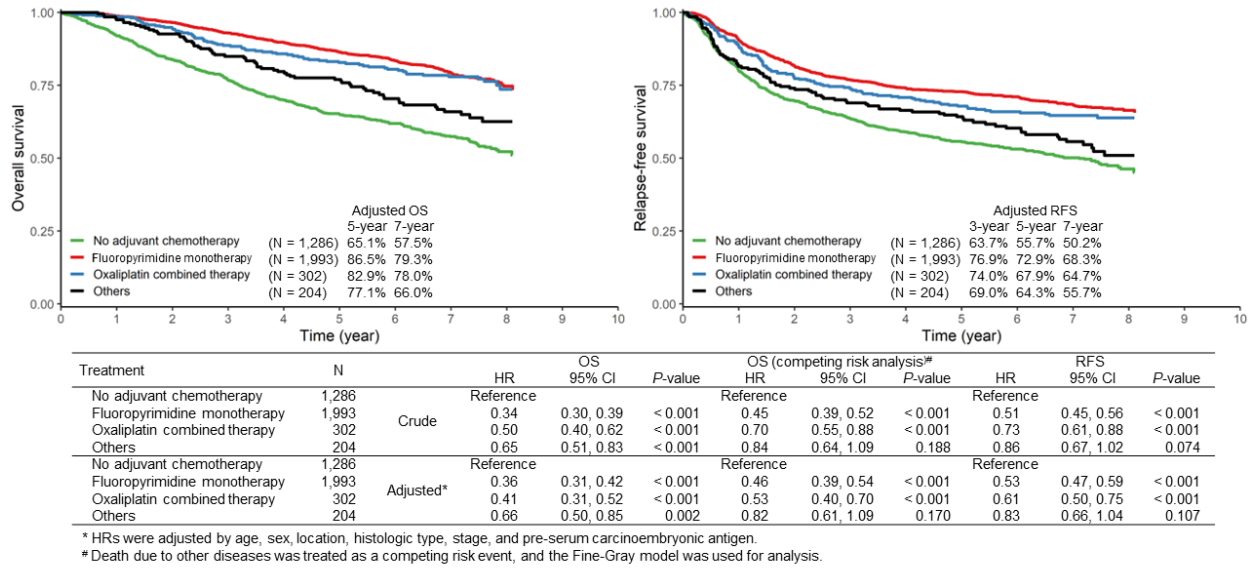 1.00
0.75
0.50
0.25
0.00
Overall survival
Adjusted OS
5-year 7-year
No adjuvant chemotherapy (N = 1,286) 65.1% 57.5%
Fluoropyrimidine monotherapy (N = 1,993) 86.5% 79.3%
Oxaliplatin combined therapy (N = 302) 82.9% 78.0%
Others (N = 204) 77.1% 66.0%
0 1 2 3 4 5 6 7 8 9 10
Time (year)
1.00
0.75
0.50
0.25
0.00
Relapse-free survival
Adjusted RFS
3-year 5-year 7-year
No adjuvant chemotherapy (N = 1,286) 63.7% 55.7% 50.2%
Fluoropyrimidine monotherapy (N = 1,993) 76.9% 72.9% 68.3%
Oxaliplatin combined therapy (N = 302) 74.0% 67.9% 64.7%
Others (N = 204) 69.0% 64.3% 55.7%
0 1 2 3 4 5 6 7 8 9 10
Time (year)
Treatment N OS OS (competing risk analysis)# RFS
HR 95% CI P-value HR 95% CI P-value HR 95% CI P-value
No adjuvant chemotherapy 1,286 Reference Reference Reference
Fluoropyrimidine monotherapy 1,993 Crude 0.34 0.30, 0.39 < 0.001 0.45 0.39, 0.52 < 0.001 0.51 0.45, 0.56 < 0.001
Oxaliplatin combined therapy 302 0.50 0.40, 0.62 < 0.001 0.70 0.55, 0.88 < 0.001 0.73 0.61, 0.88 < 0.001
Others 204 0.65 0.51, 0.83 < 0.001 0.84 0.64, 1.09 0.188 0.86 0.67, 1.02 0.074
No adjuvant chemotherapy 1,286 Reference Reference Reference
Fluoropyrimidine monotherapy 1,993 Adjusted* 0.36 0.31, 0.42 < 0.001 0.46 0.39, 0.54 < 0.001 0.53 0.47, 0.59 < 0.001
Oxaliplatin combined therapy 302 0.41 0.31, 0.52 < 0.001 0.53 0.40, 0.70 < 0.001 0.61 0.50, 0.75 < 0.001
Others 204 0.66 0.50, 0.85 0.002 0.82 0.61, 1.09 0.170 0.83 0.66, 1.04 0.107
* HRs were adjusted by age, sex, location, histologic type, stage, and pre-serum carcinoembryonic antigen.
# Death due to other diseases was treated as a competing risk event, and the Fine-Gray model was used for analysis.